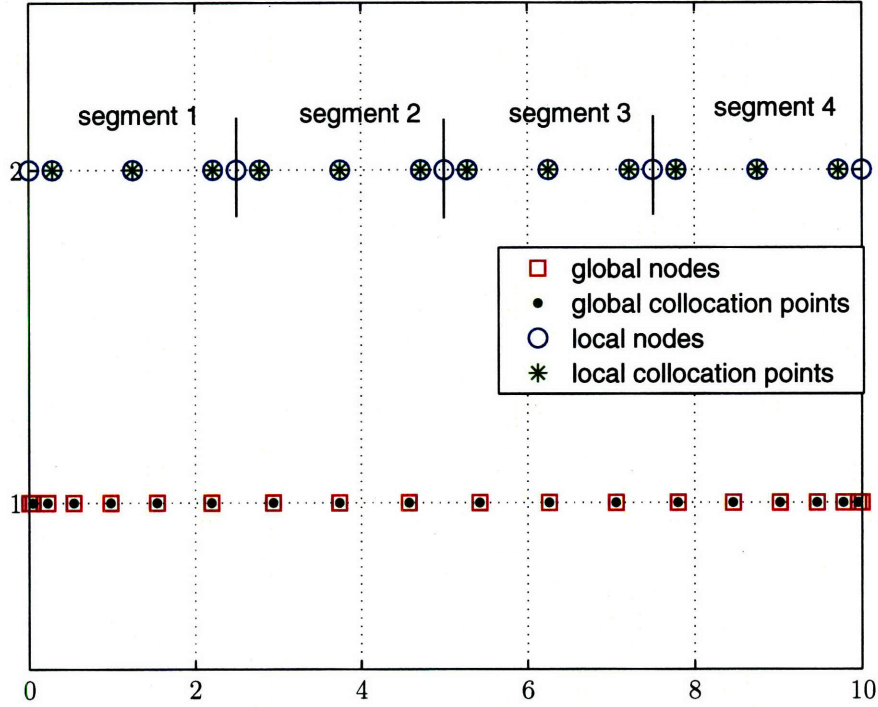 segment 1
segment 2
segment 3
segment 4
2
global nodes
global collocation points
local nodes
local collocation points
1
0 2 4 6 8 10